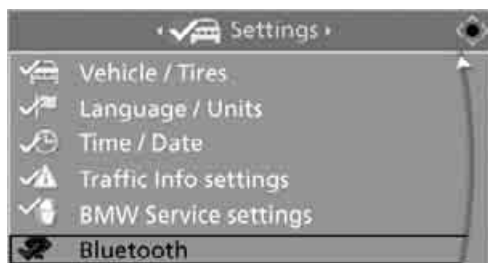 Settings
Vehicle / Tires
Language / Units
Time / Date
Traffic Info settings
BMW Service settings
Bluetooth